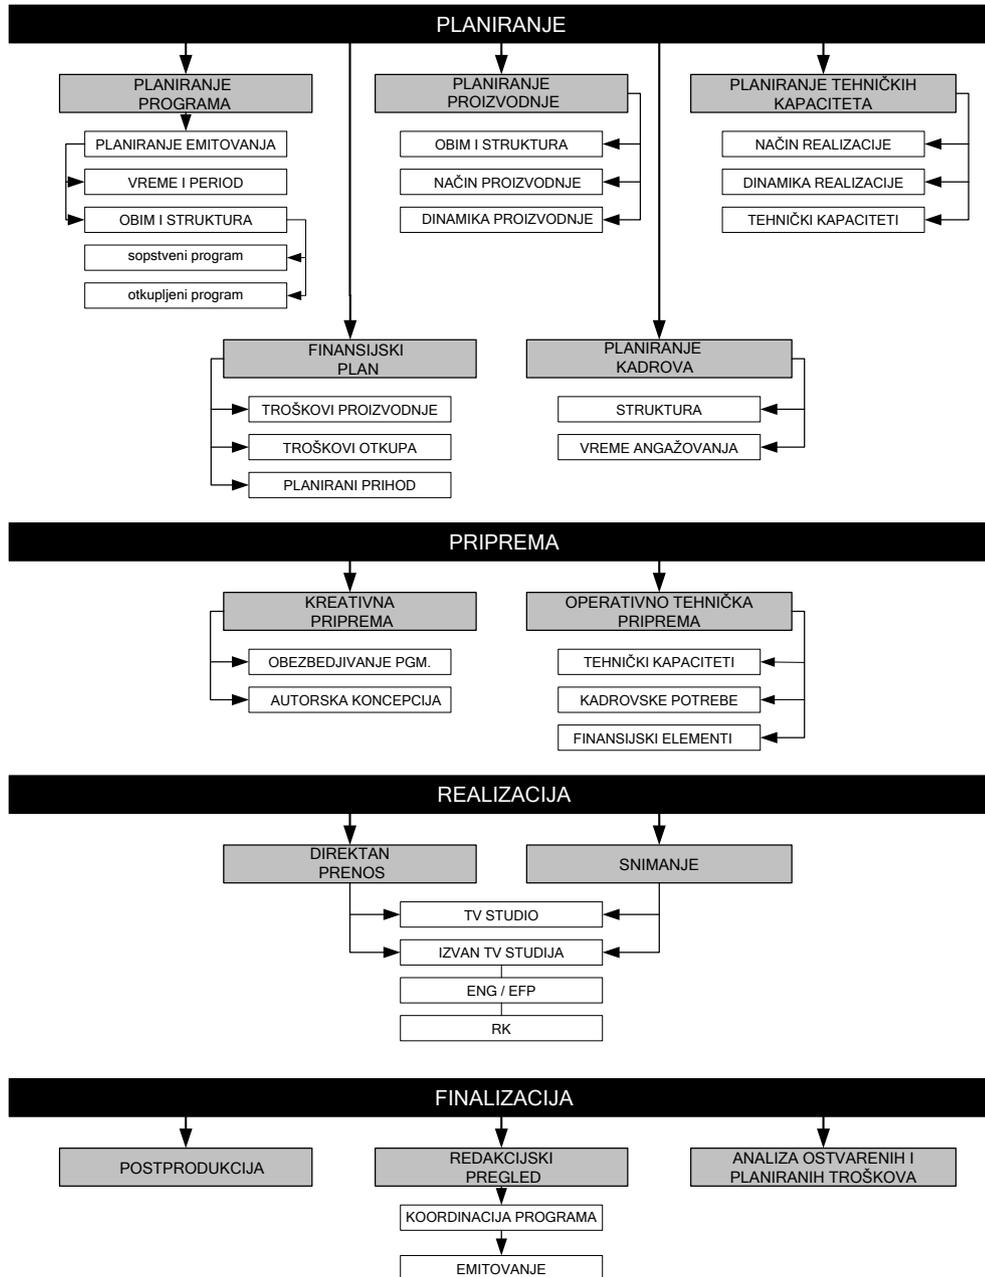 PLANIRANJE
PLANIRANJE
PROGRAMA
PLANIRANJE EMITOVANJA
VREME I PERIOD
OBIM I STRUKTURA
sopstveni program
otkupljeni program
PLANIRANJE
PROIZVODNJE
OBIM I STRUKTURA
NAČIN PROIZVODNJE
DINAMIKA PROIZVODNJE
PLANIRANJE TEHNIČKIH
KAPACITETA
NAČIN REALIZACIJE
DINAMIKA REALIZACIJE
TEHNIČKI KAPACITETI
FINANSIJSKI
PLAN
TROŠKOVI PROIZVODNJE
TROŠKOVI OTKUPA
PLANIRANI PRIHOD
PLANIRANJE
KADROVA
STRUKTURA
VREME ANGAŽOVANJA
PRIPREMA
KREATIVNA
PRIPREMA
OBEZBEDJIVANJE PGM.
AUTORSKA KONCEPCIJA
OPERATIVNO TEHNIČKA
PRIPREMA
TEHNIČKI KAPACITETI
KADROVSKE POTREBE
FINANSIJSKI ELEMENTI
REALIZACIJA
DIREKTAN
PRENOS
SNIMANJE
TV STUDIO
IZVAN TV STUDIJA
ENG / EFP
RK
FINALIZACIJA
POSTPRODUKCIJA
REDAKCIJSKI
PREGLED
KOORDINACIJA PROGRAMA
EMITOVANJE
ANALIZA OSTVARENIH I
PLANIRANIH TROŠKOVA